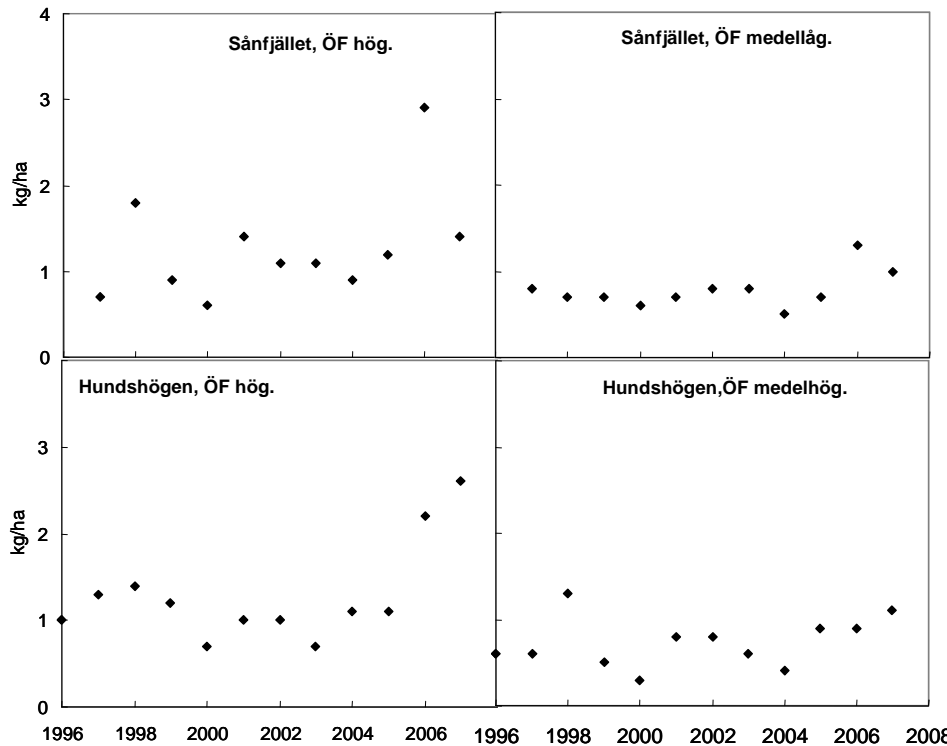 4
Sånfjället, ÖF hög.
Sånfjället, ÖF medellåg.
3
kg/ha
2
1
0
Hundshögen, ÖF hög.
Hundshögen,ÖF medelhög.
3
kg/ha
2
1
0
1996 1998 2000 2002 2004 2006 1996 1998 2000 2002 2004 2006 2008